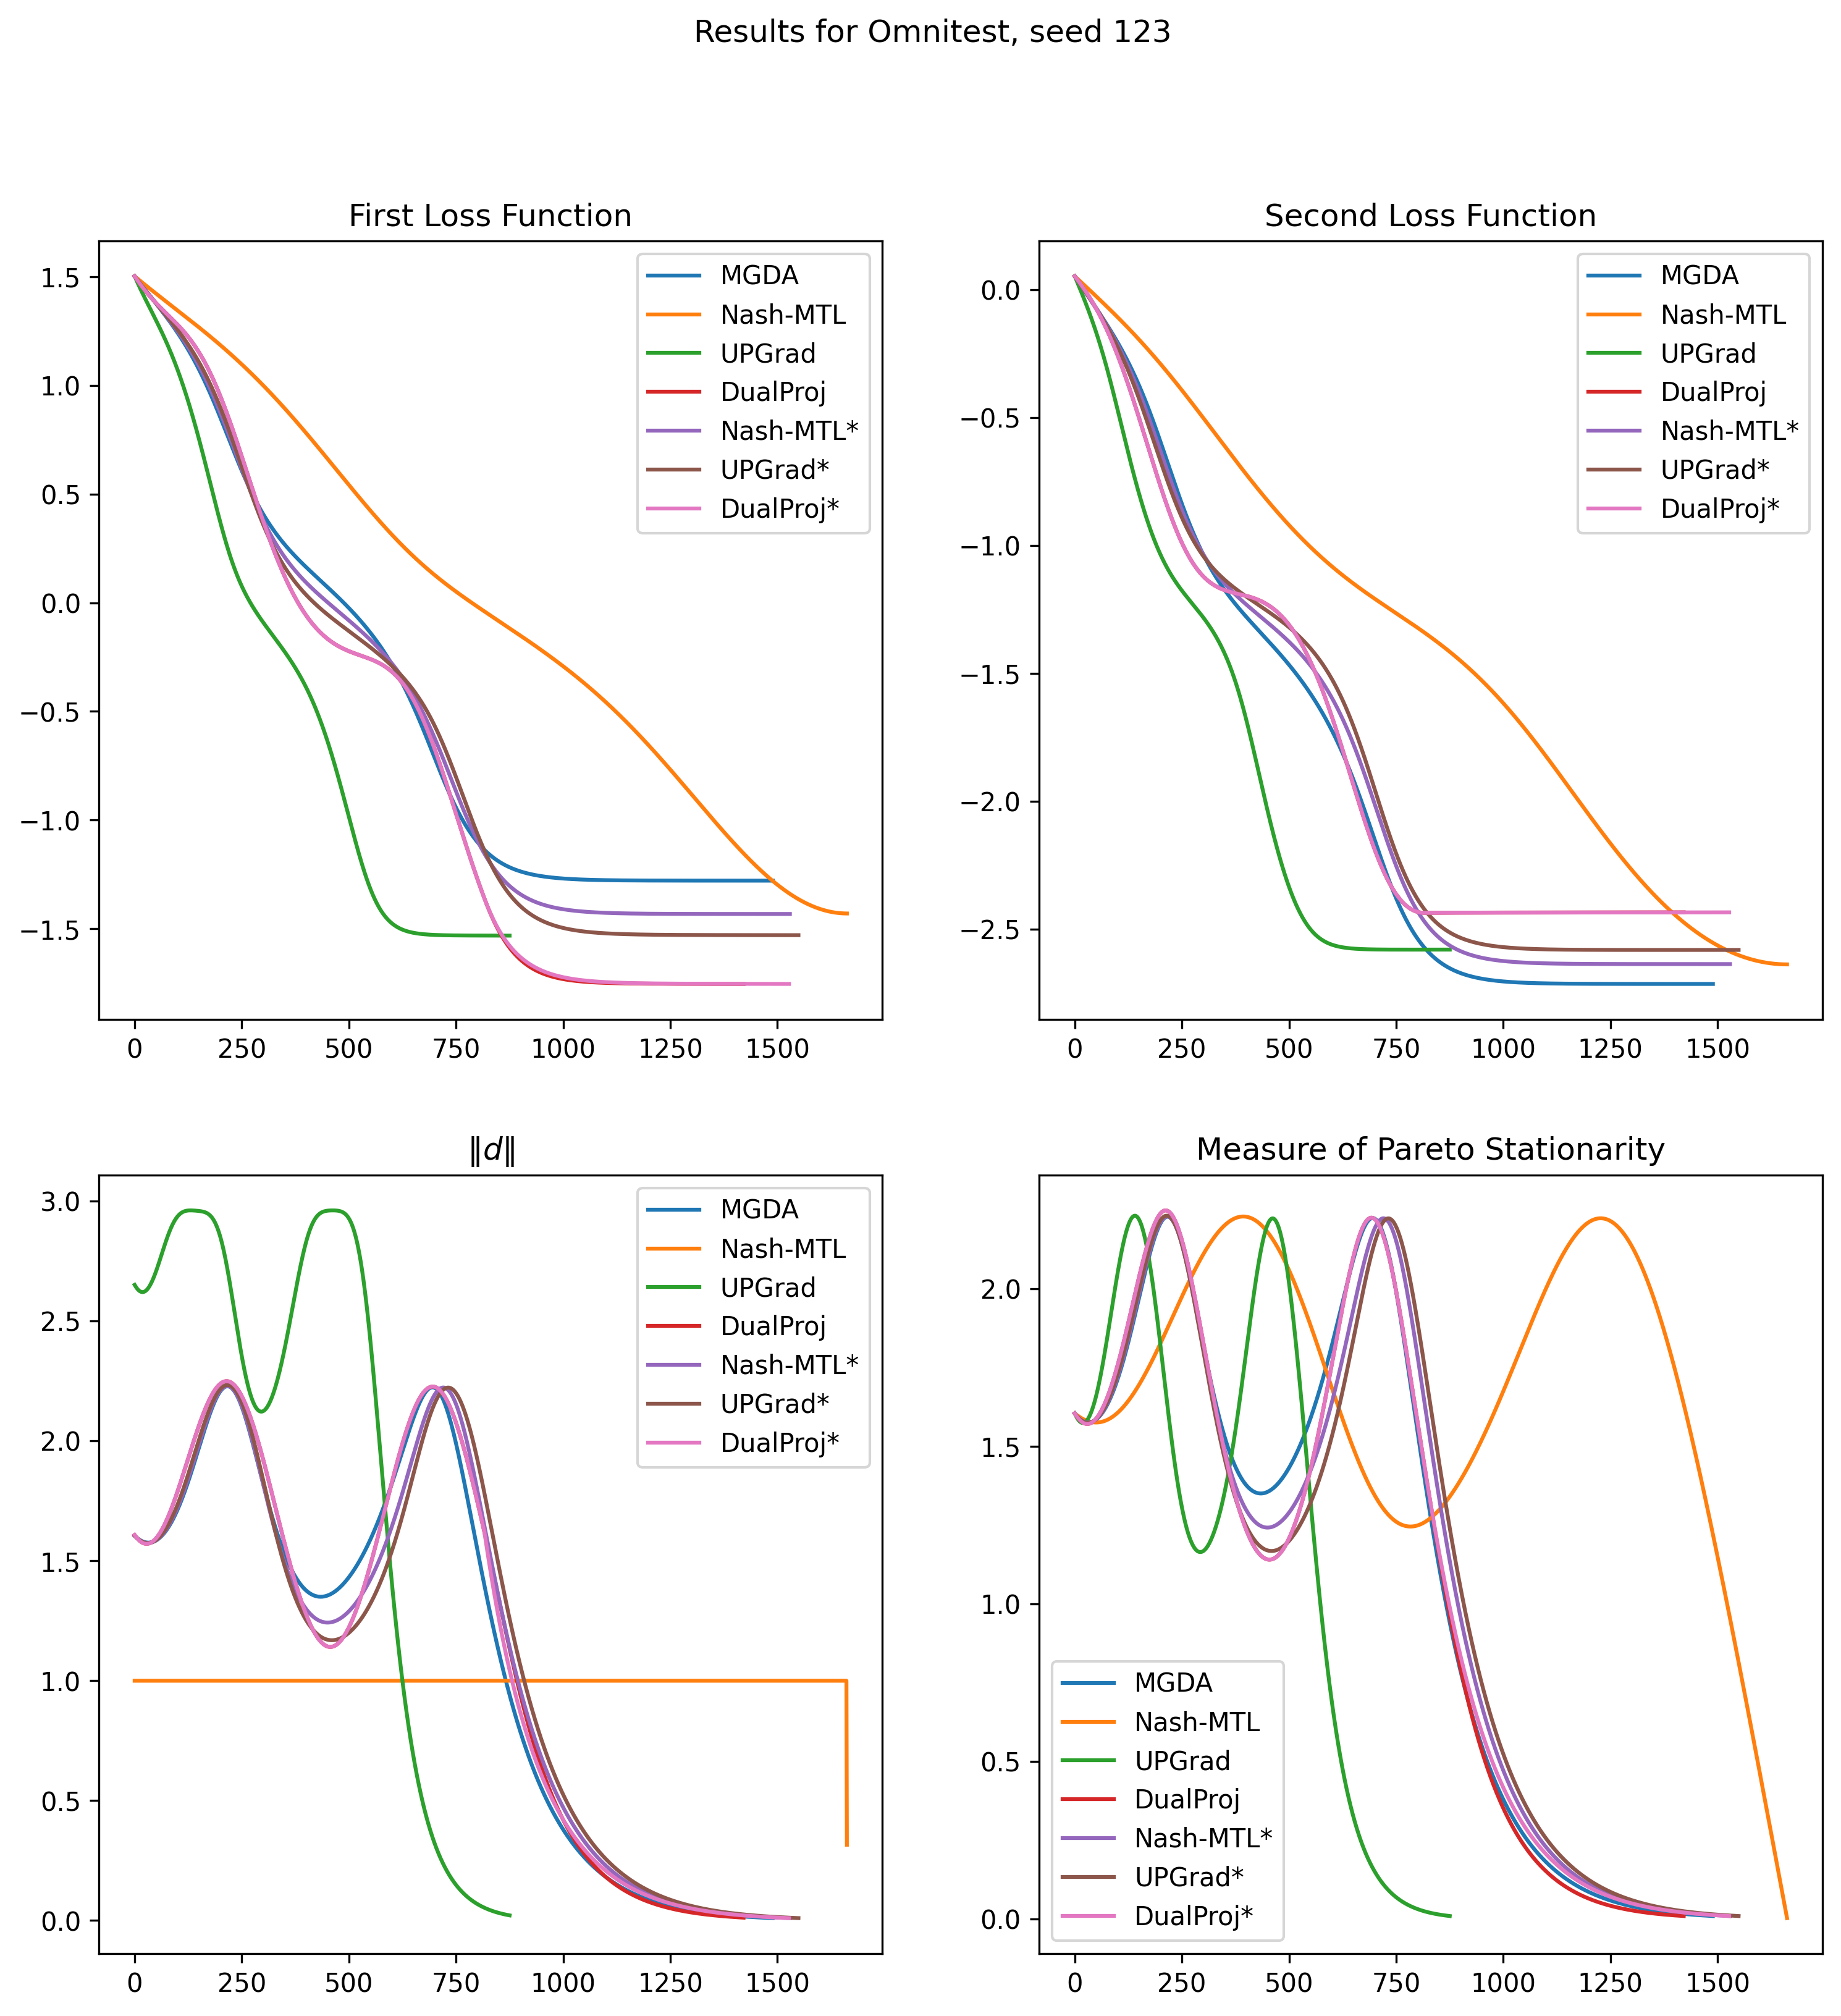 Results for Omnitest, seed 123
First Loss Function
1.5
1.0
0.5
0.0
−0.5
−1.0
−1.5
0 250 500 750 1000 1250 1500
MGDA
Nash-MTL
UPGrad
DualProj
Nash-MTL*
UPGrad*
DualProj*
Second Loss Function
0.0
−0.5
−1.0
−1.5
−2.0
−2.5
0 250 500 750 1000 1250 1500
MGDA
Nash-MTL
UPGrad
DualProj
Nash-MTL*
UPGrad*
DualProj*
‖d‖
3.0
2.5
2.0
1.5
1.0
0.5
0.0
0 250 500 750 1000 1250 1500
MGDA
Nash-MTL
UPGrad
DualProj
Nash-MTL*
UPGrad*
DualProj*
Measure of Pareto Stationarity
2.0
1.5
1.0
0.5
0.0
0 250 500 750 1000 1250 1500
MGDA
Nash-MTL
UPGrad
DualProj
Nash-MTL*
UPGrad*
DualProj*